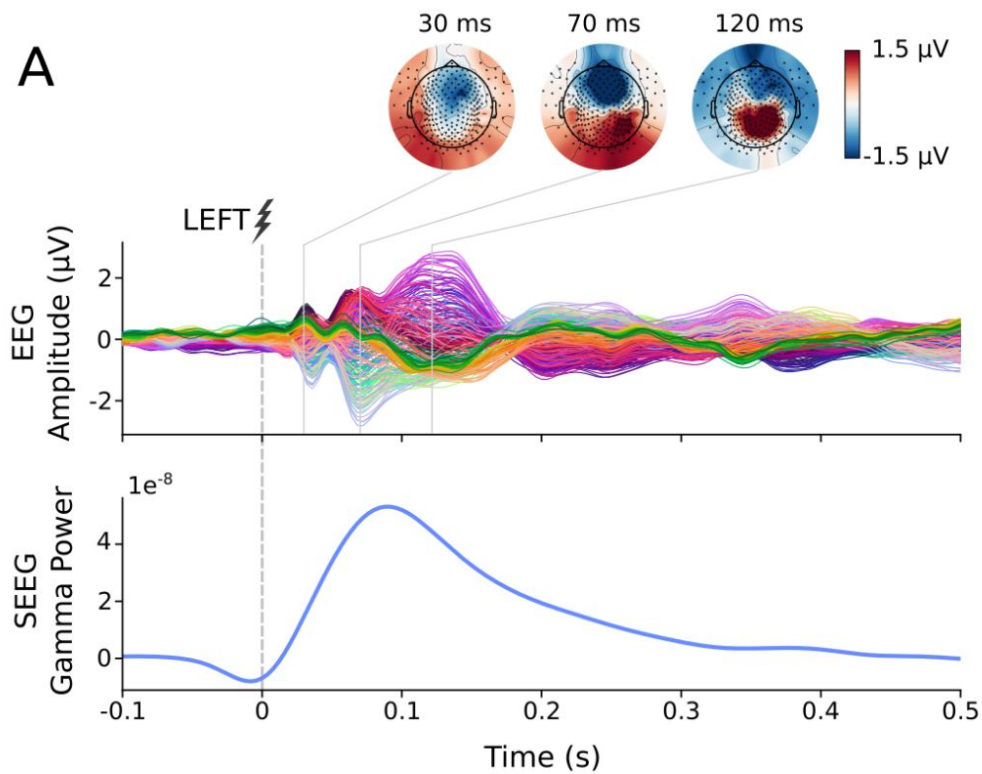 A
30 ms 70 ms 120 ms
1.5 µV
-1.5 µV
LEFT
EEG
Amplitude (µV)
2
0
-2
SEEG
Gamma Power
1e-8
4
2
0
-0.1 0 0.1 0.2 0.3 0.4 0.5
Time (s)